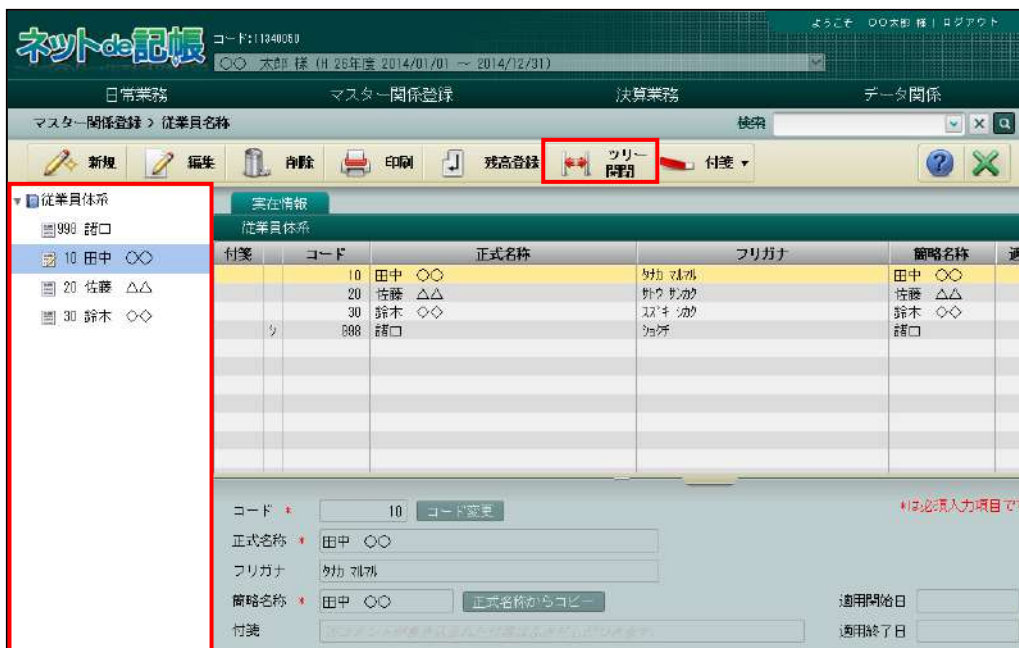 ようこそ ○○太郎 様 | ログアウト
ネットde記帳
コード:11340060
○○ 太郎 様 (H 26年度 2014/01/01 ～ 2014/12/31)
日常業務 マスター関係登録 決算業務 データ関係
マスター関係登録 > 従業員名称 検索
新規 編集 削除 印刷 残高登録 ツリー開閉 付箋 ▼
従業員体系
998 諸口
10 田中 ○○
20 佐藤 △△
30 鈴木 ○◇
実在情報
従業員体系
付箋 コード 正式名称 フリガナ 簡略名称
10 田中 ○○ ﾀﾅｶ ﾏﾙﾏﾙ 田中 ○○
20 佐藤 △△ ｻﾄｳ ｻﾝｶｸ 佐藤 △△
30 鈴木 ○◇ ｽｽﾞｷ ｼｶｸ 鈴木 ○◇
ｼ 998 諸口 ｼｮｸﾁ 諸口
*は必須入力項目で
コード * 10 コード変更
正式名称 * 田中 ○○
フリガナ ﾀﾅｶ ﾏﾙﾏﾙ
簡略名称 * 田中 ○○ 正式名称からコピー 適用開始日
付箋 適用終了日